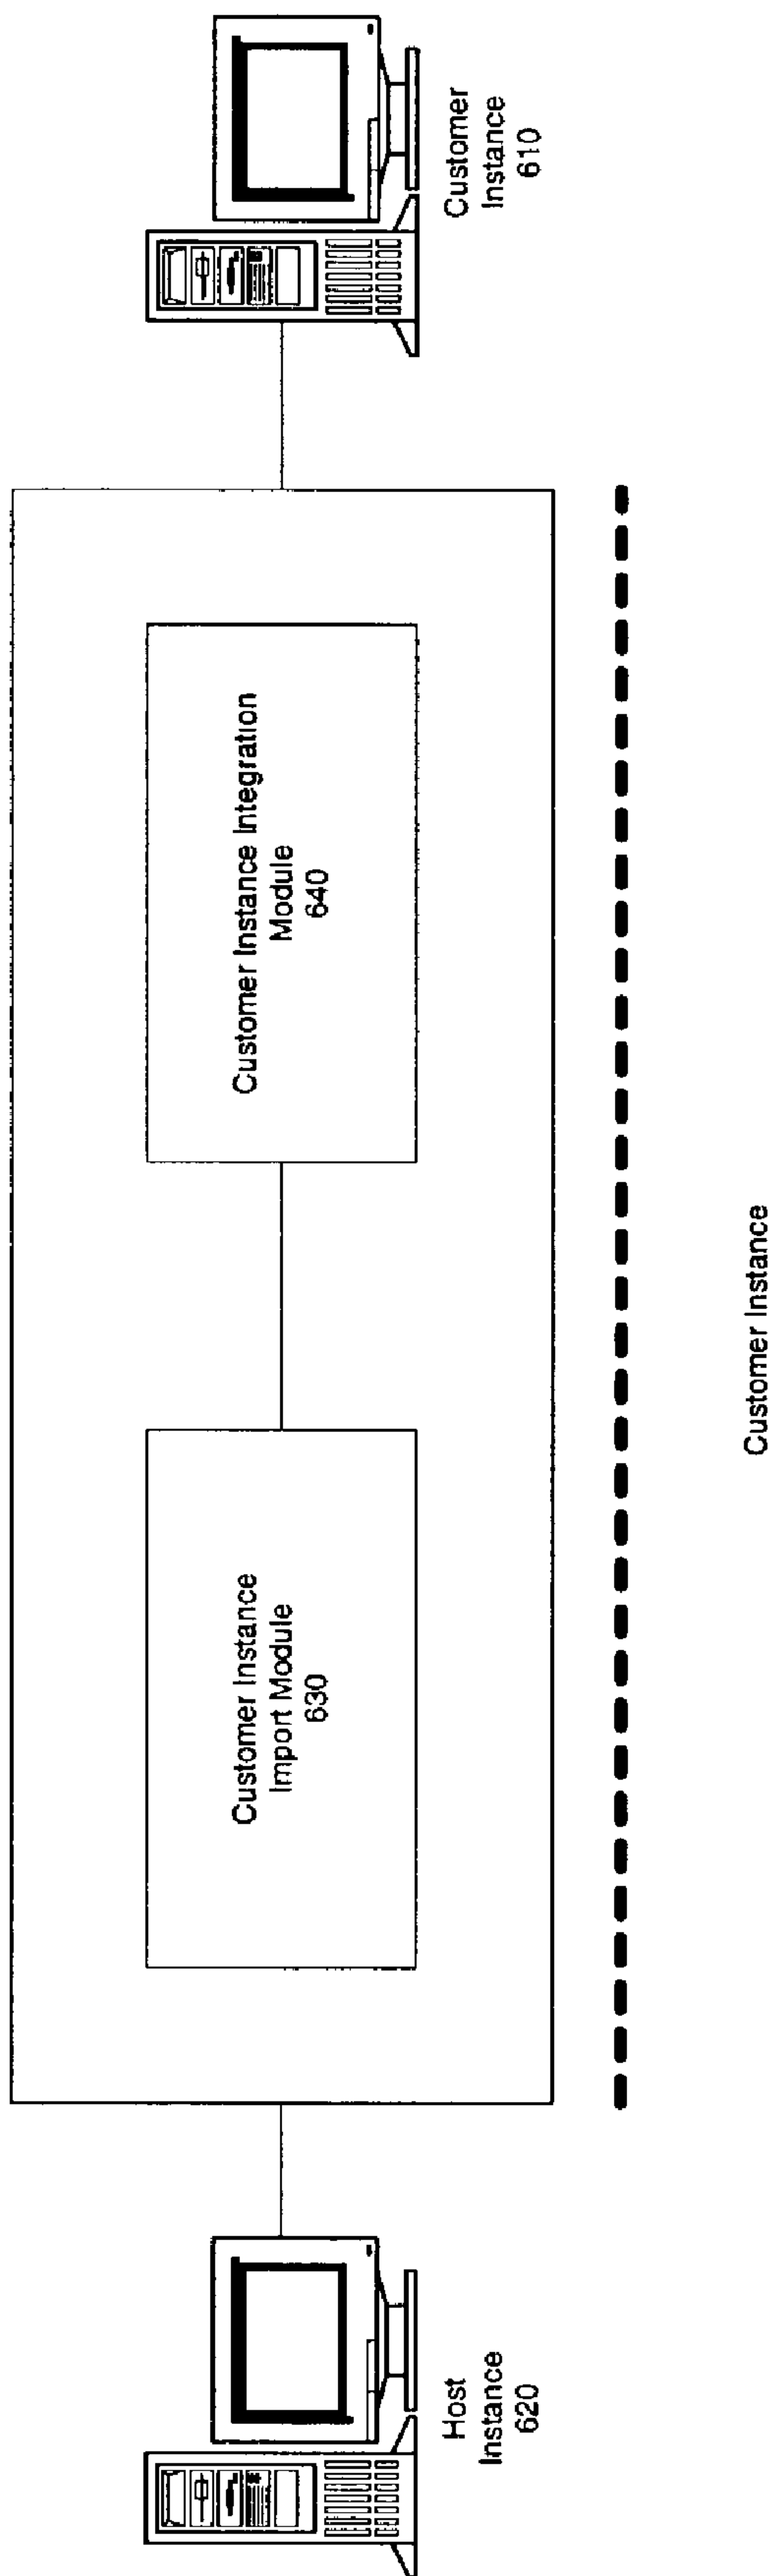 Host
Instance
620
Customer Instance
Import Module
630
Customer Instance Integration
Module
640
Customer
Instance
610
Customer Instance